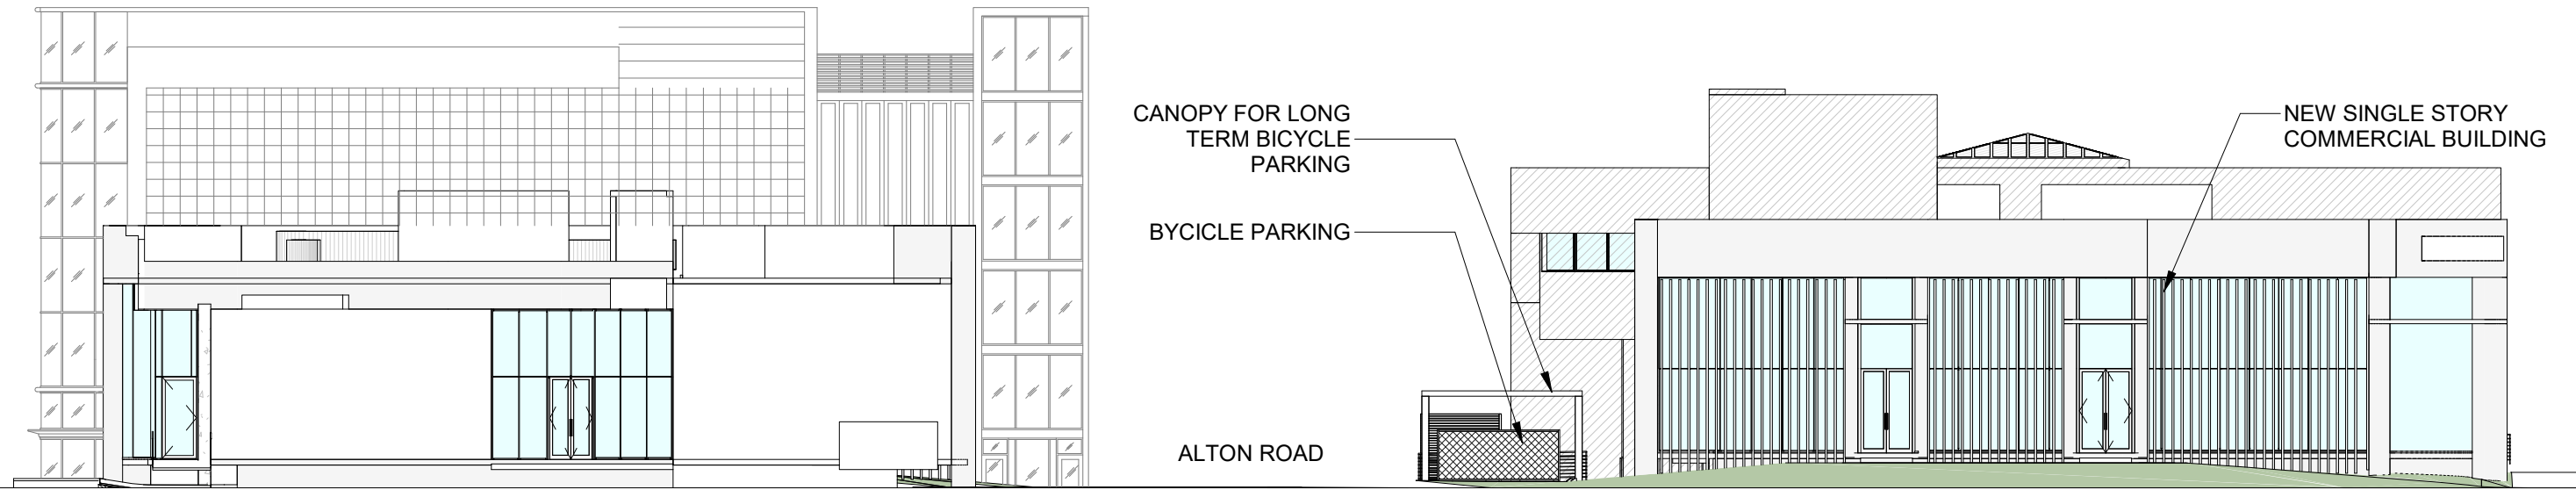 CANOPY FOR LONG
TERM BICYCLE
PARKING
BYCICLE PARKING
ALTON ROAD
NEW SINGLE STORY
COMMERCIAL BUILDING